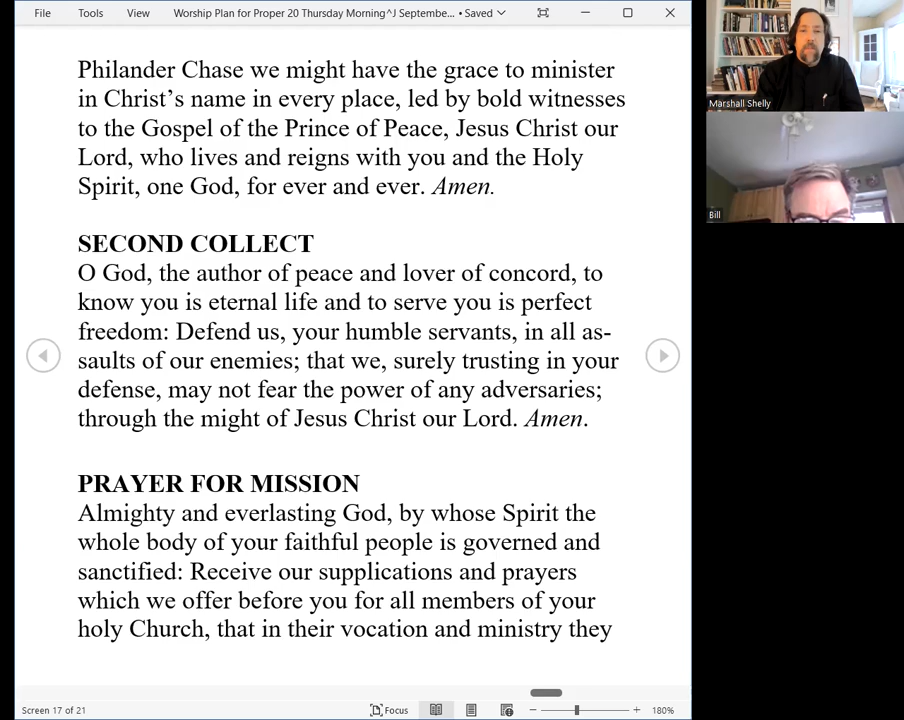 File Tools View Worship Plan for Proper 20 Thursday Morning^J Septembe... • Saved
Philander Chase we might have the grace to minister
in Christ's name in every place, led by bold witnesses
to the Gospel of the Prince of Peace, Jesus Christ our
Lord, who lives and reigns with you and the Holy
Spirit, one God, for ever and ever. Amen.
SECOND COLLECT
O God, the author of peace and lover of concord, to
know you is eternal life and to serve you is perfect
freedom: Defend us, your humble servants, in all as-
saults of our enemies; that we, surely trusting in your
defense, may not fear the power of any adversaries;
through the might of Jesus Christ our Lord. Amen.
PRAYER FOR MISSION
Almighty and everlasting God, by whose Spirit the
whole body of your faithful people is governed and
sanctified: Receive our supplications and prayers
which we offer before you for all members of your
holy Church, that in their vocation and ministry they
Screen 17 of 21 Focus 180%
Marshall Shelly
Bill